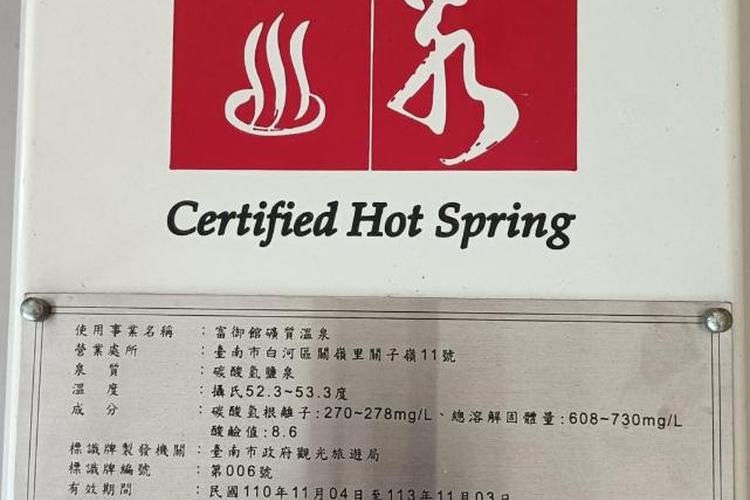 泉
Certified Hot Spring
使用事業名稱：富御館礦質溫泉
營業處所：臺南市白河區關嶺里關子嶺11號
泉質：碳酸氫鹽泉
溫度：攝氏52.3~53.3度
成分：碳酸氫根離子:270~278mg/L、總溶解固體量:608~730mg/L
酸鹼值:8.6
標識牌製發機關：臺南市政府觀光旅遊局
標識牌編號：第006號
有效期間：民國110年11月04日至113年11月03日